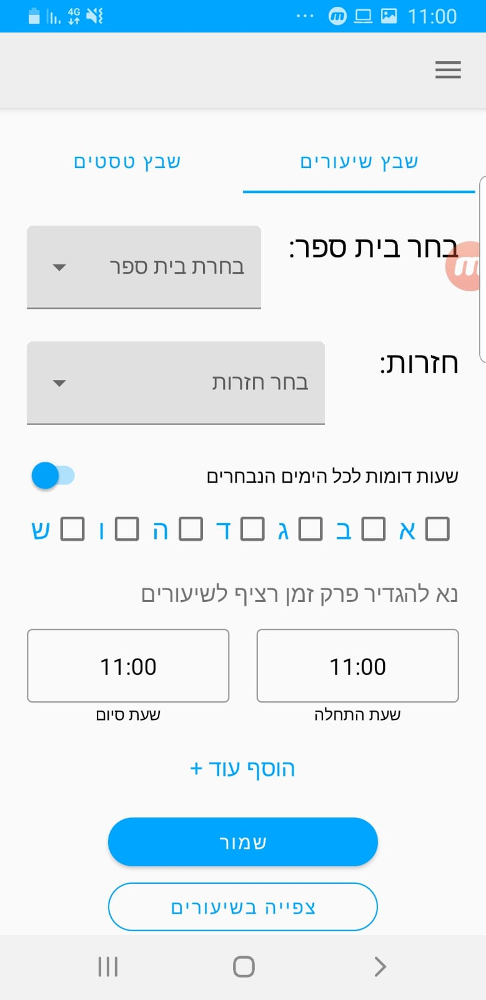 11:00
4G
שבץ שיעורים
שבץ טסטים
בחר בית ספר:
בחרת בית ספר
חזרות:
בחר חזרות
שעות דומות לכל הימים הנבחרים
א ב ג ד ה ו ש
נא להגדיר פרק זמן רציף לשיעורים
11:00
שעת התחלה
11:00
שעת סיום
הוסף עוד +
שמור
צפייה בשיעורים